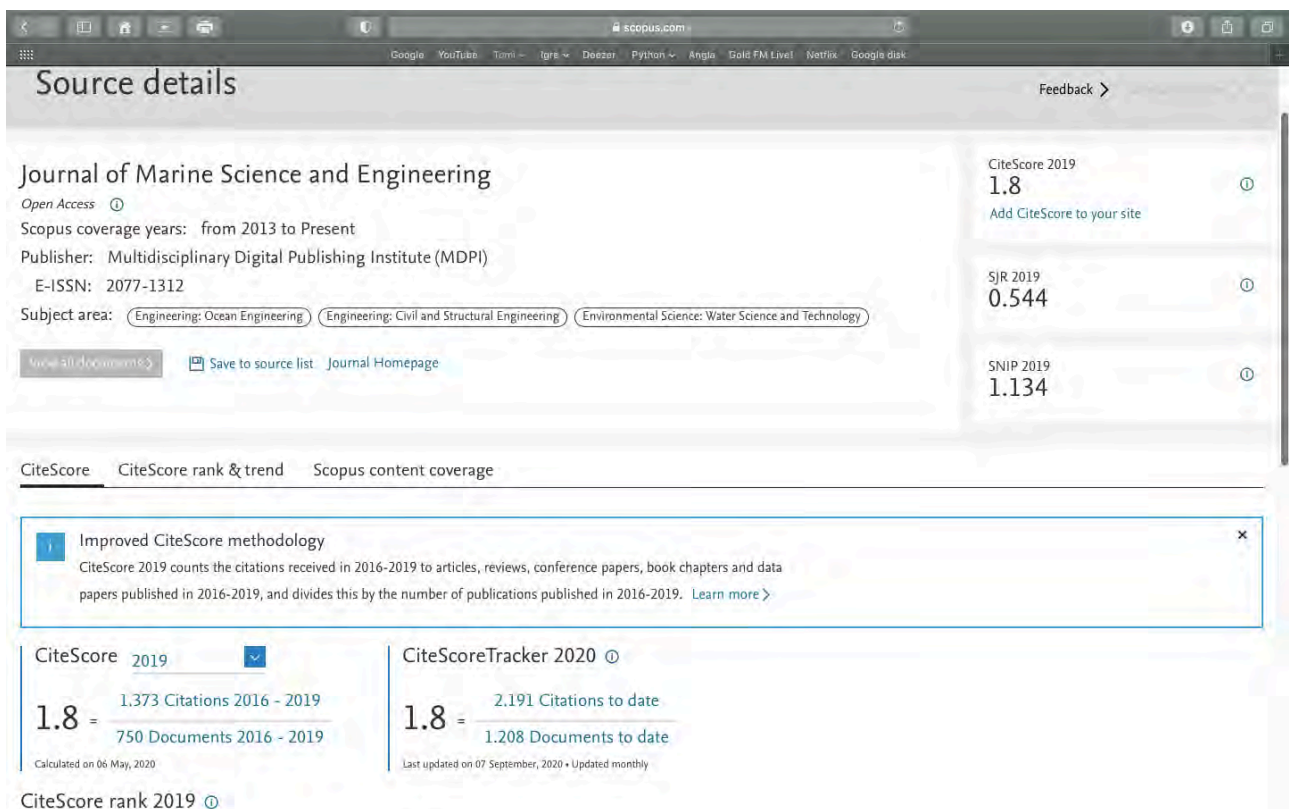 scopus.com
Google YouTube Tomi Igre Deezer Python Angla Gold FM Live! Netflix Google disk
Source details
Feedback >
Journal of Marine Science and Engineering
Open Access
Scopus coverage years: from 2013 to Present
Publisher: Multidisciplinary Digital Publishing Institute (MDPI)
E-ISSN: 2077-1312
Subject area: Engineering: Ocean Engineering Engineering: Civil and Structural Engineering Environmental Science: Water Science and Technology
View all documents >
Save to source list Journal Homepage
CiteScore 2019
1.8
Add CiteScore to your site
SJR 2019
0.544
SNIP 2019
1.134
CiteScore CiteScore rank & trend Scopus content coverage
Improved CiteScore methodology
CiteScore 2019 counts the citations received in 2016-2019 to articles, reviews, conference papers, book chapters and data
papers published in 2016-2019, and divides this by the number of publications published in 2016-2019. Learn more >
CiteScore 2019
1.8 =
1.373 Citations 2016 - 2019
750 Documents 2016 - 2019
Calculated on 06 May, 2020
CiteScoreTracker 2020
1.8 =
2.191 Citations to date
1.208 Documents to date
Last updated on 07 September, 2020 • Updated monthly
CiteScore rank 2019